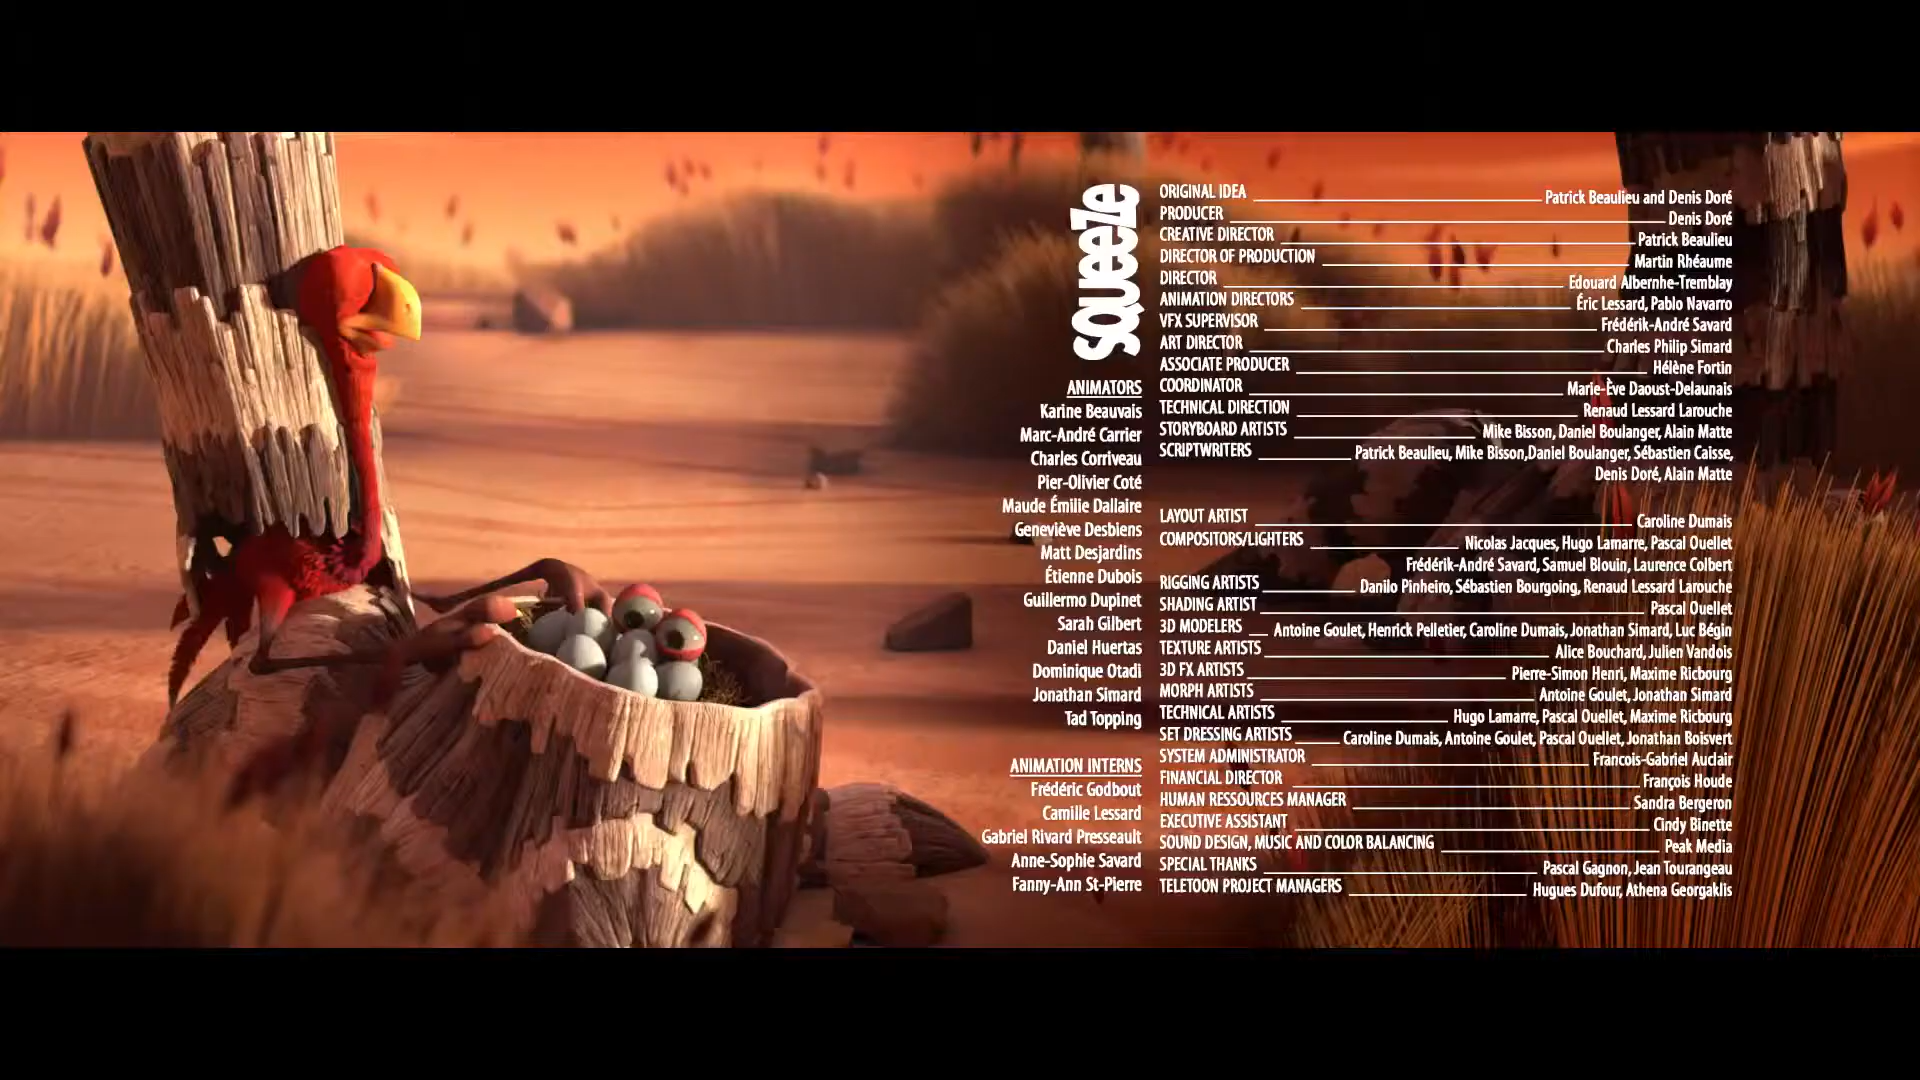 squeeze
ANIMATORS
Karine Beauvais
Marc-André Carrier
Charles Corriveau
Pier-Olivier Coté
Maude Émilie Dallaire
Geneviève Desbiens
Matt Desjardins
Étienne Dubois
Guillermo Dupinet
Sarah Gilbert
Daniel Huertas
Dominique Otadi
Jonathan Simard
Tad Topping
ANIMATION INTERNS
Frédéric Godbout
Camille Lessard
Gabriel Rivard Presseault
Anne-Sophie Savard
Fanny-Ann St-Pierre
ORIGINAL IDEA Patrick Beaulieu and Denis Doré
PRODUCER Denis Doré
CREATIVE DIRECTOR Patrick Beaulieu
DIRECTOR OF PRODUCTION Martin Rhéaume
DIRECTOR Edouard Albernhe-Tremblay
ANIMATION DIRECTORS Éric Lessard, Pablo Navarro
VFX SUPERVISOR Frédérik-André Savard
ART DIRECTOR Charles Philip Simard
ASSOCIATE PRODUCER Hélène Fortin
COORDINATOR Marie-Ève Daoust-Delaunais
TECHNICAL DIRECTION Renaud Lessard Larouche
STORYBOARD ARTISTS Mike Bisson, Daniel Boulanger, Alain Matte
SCRIPTWRITERS Patrick Beaulieu, Mike Bisson,Daniel Boulanger, Sébastien Caisse,
Denis Doré, Alain Matte
LAYOUT ARTIST Caroline Dumais
COMPOSITORS/LIGHTERS Nicolas Jacques, Hugo Lamarre, Pascal Ouellet
Frédérik-André Savard, Samuel Blouin, Laurence Colbert
RIGGING ARTISTS Danilo Pinheiro, Sébastien Bourgoing, Renaud Lessard Larouche
SHADING ARTIST Pascal Ouellet
3D MODELERS Antoine Goulet, Henrick Pelletier, Caroline Dumais, Jonathan Simard, Luc Bégin
TEXTURE ARTISTS Alice Bouchard, Julien Vandois
3D FX ARTISTS Pierre-Simon Henri, Maxime Ricbourg
MORPH ARTISTS Antoine Goulet, Jonathan Simard
TECHNICAL ARTISTS Hugo Lamarre, Pascal Ouellet, Maxime Ricbourg
SET DRESSING ARTISTS Caroline Dumais, Antoine Goulet, Pascal Ouellet, Jonathan Boisvert
SYSTEM ADMINISTRATOR Francois-Gabriel Auclair
FINANCIAL DIRECTOR François Houde
HUMAN RESSOURCES MANAGER Sandra Bergeron
EXECUTIVE ASSISTANT Cindy Binette
SOUND DESIGN, MUSIC AND COLOR BALANCING Peak Media
SPECIAL THANKS Pascal Gagnon, Jean Tourangeau
TELETOON PROJECT MANAGERS Hugues Dufour, Athena Georgaklis